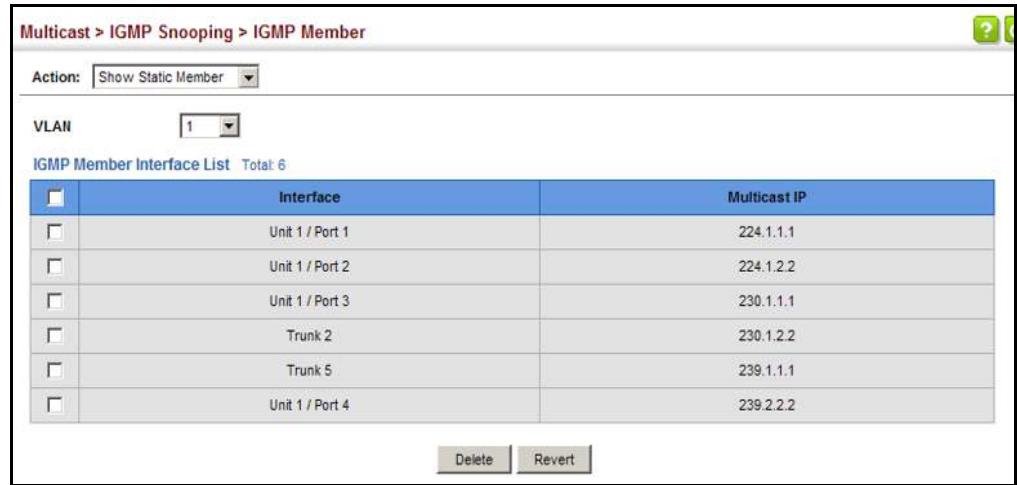 Multicast > IGMP Snooping > IGMP Member
?
Action: Show Static Member
VLAN 1
IGMP Member Interface List Total: 6
Interface Multicast IP
Unit 1 / Port 1 224.1.1.1
Unit 1 / Port 2 224.1.2.2
Unit 1 / Port 3 230.1.1.1
Trunk 2 230.1.2.2
Trunk 5 239.1.1.1
Unit 1 / Port 4 239.2.2.2
Delete Revert